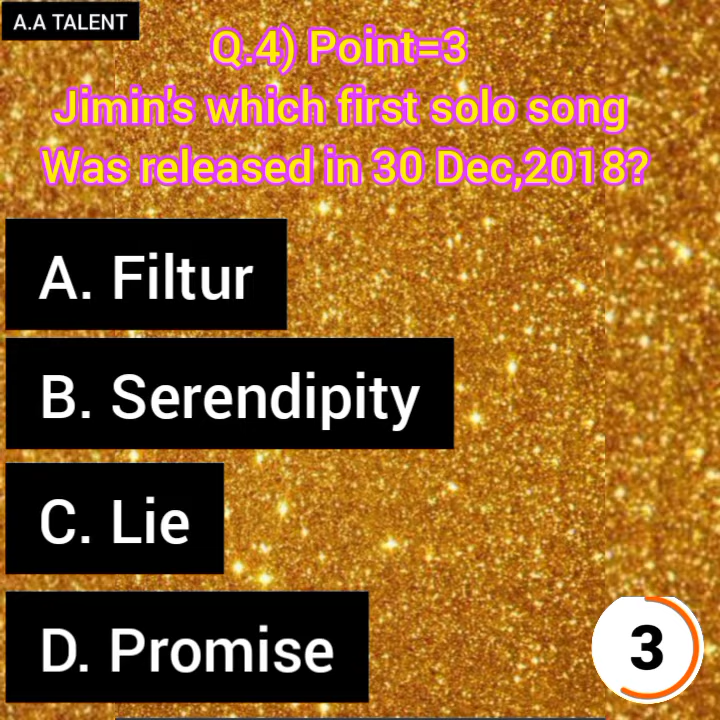 A.A TALENT
Q.4) Point=3
Jimin's which first solo song
Was released in 30 Dec,2018?
A. Filtur
B. Serendipity
C. Lie
D. Promise
3